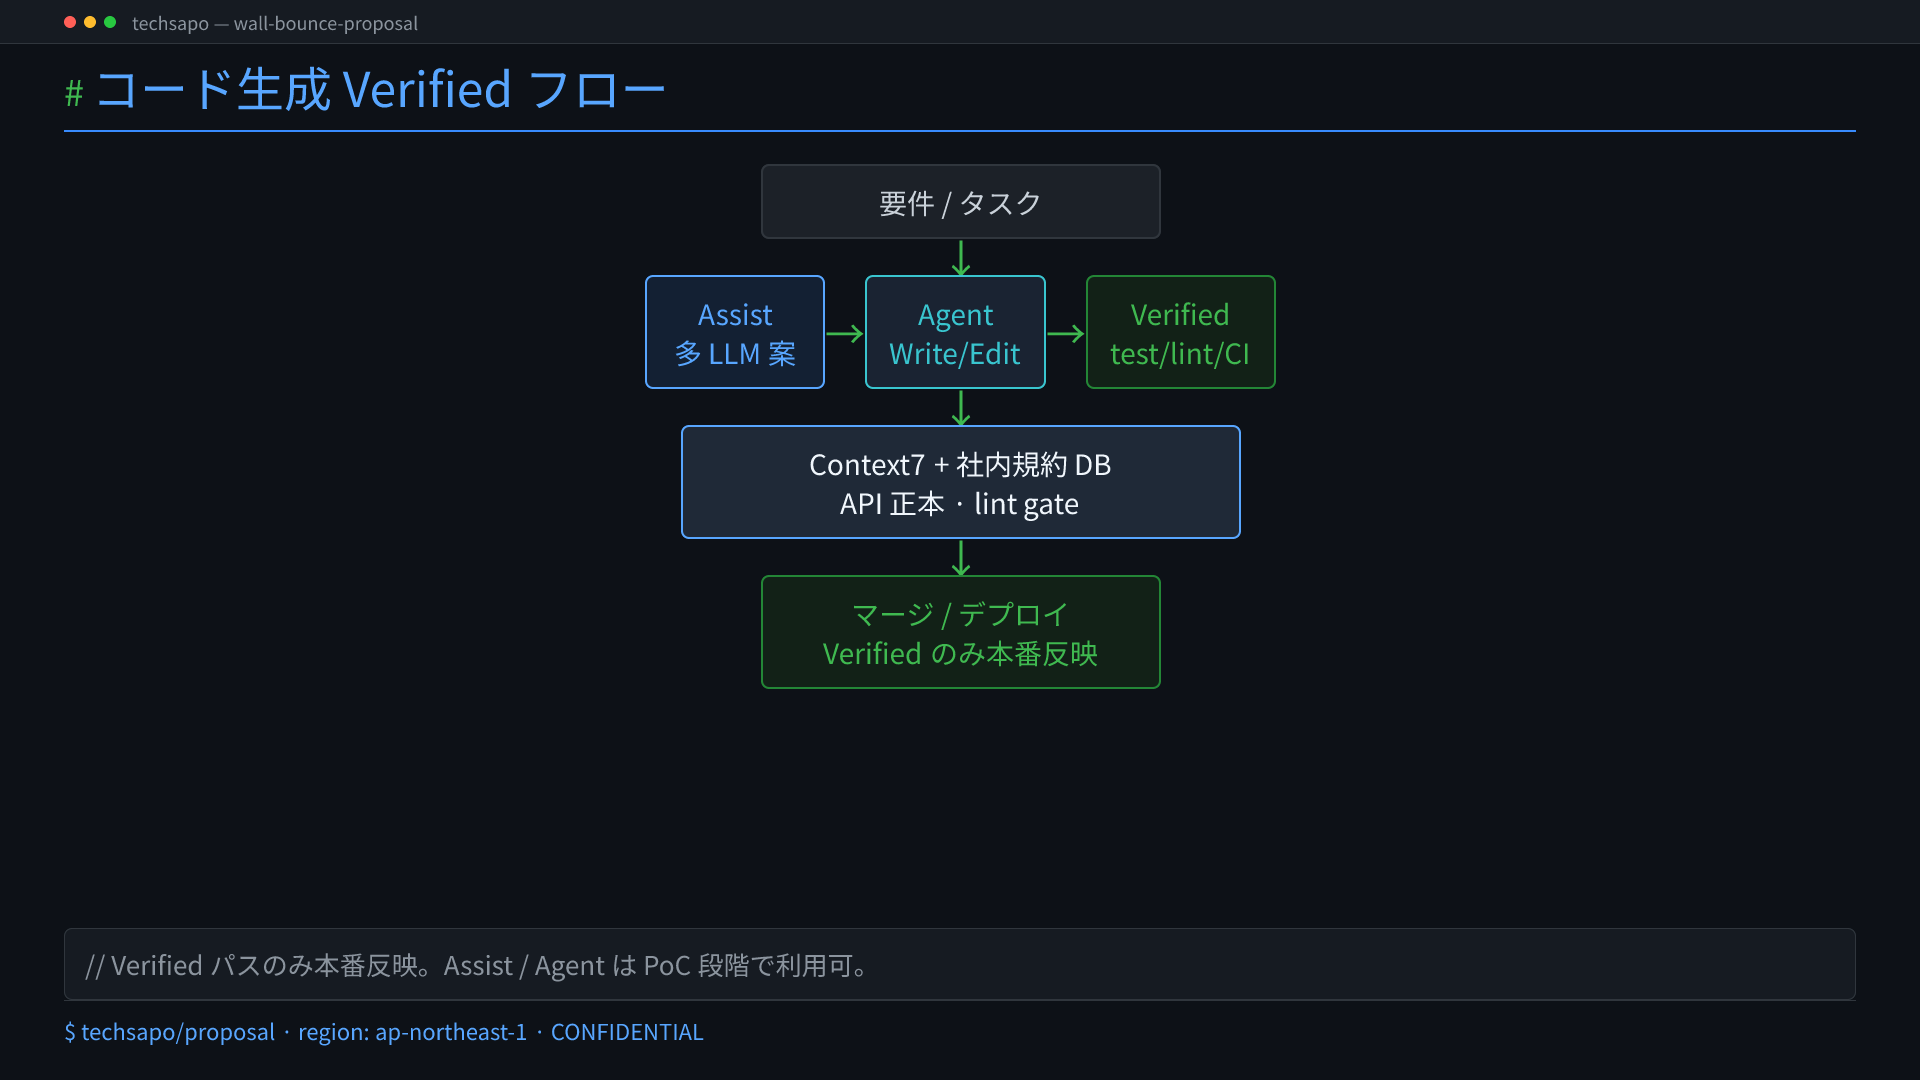 techsapo — wall-bounce-proposal
# コード生成 Verified フロー
要件 / タスク
Assist
多 LLM 案
Agent
Write/Edit
Verified
test/lint/CI
Context7 + 社内規約 DB
API 正本 · lint gate
マージ / デプロイ
Verified のみ本番反映
// Verified パスのみ本番反映。Assist / Agent は PoC 段階で利用可。
$ techsapo/proposal · region: ap-northeast-1 · CONFIDENTIAL